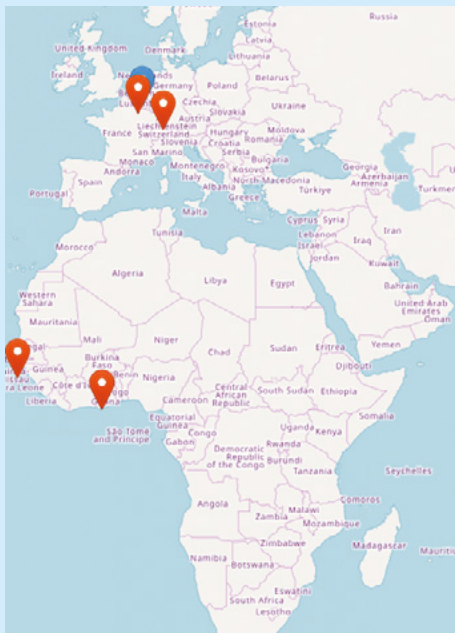 Russia
Estonia
Latvia
Lithuania
Denmark
United Kingdom
Ireland
Belarus
Poland
Germany
Czechia
Ukraine
Slovakia
Austria
Liechtenstein
Switzerland
Slovenia
Hungary
Moldova
Romania
Croatia
France
San Marino
Serbia
Monaco
Andorra
Montenegro
Bulgaria
Kosovo
Italy
North Macedonia
Albania
Spain
Portugal
Greece
Georgia
Azerbaijan
Armenia
Türkiye
Turkmen
Malta
Cyprus
Syria
Lebanon
Israel
Jordan
Iraq
Iran
Kuwait
Tunisia
Morocco
Algeria
Libya
Egypt
Bahrain
United Arab
Emirates
Oman
Western
Sahara
Mauritania
Mali
Niger
Chad
Sudan
Eritrea
Yemen
Djibouti
Burkina
Faso
Benin
Guinea
Liberia
Nigeria
Cameroon
Central
African
Republic
South Sudan
Ethiopia
Somalia
Equatorial
Guinea
São Tomé
and Príncipe
Gabon
Congo
Uganda
Kenya
Rwanda
Burundi
Democratic
Republic
of the Congo
Tanzania
Seychelles
Comoros
Angola
Zambia
Malawi
Mozambique
Zimbabwe
Madagascar
Namibia
Botswana
Eswatini
South Africa
Lesotho